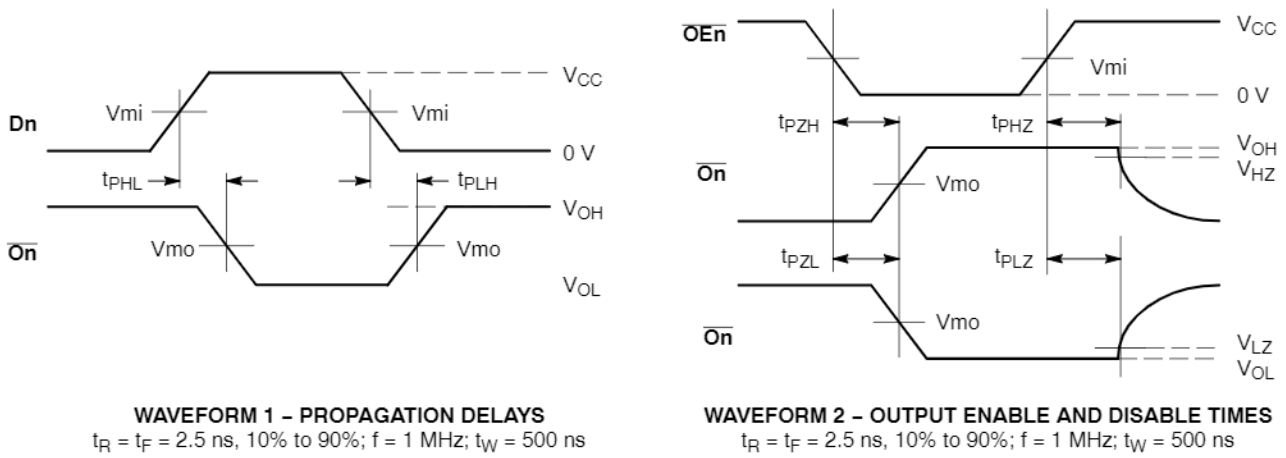 Dn
Vmi
Vmi
VCC
0 V
tPHL
tPLH
On
Vmo
Vmo
VOH
VOL
WAVEFORM 1 – PROPAGATION DELAYS
tR = tF = 2.5 ns, 10% to 90%; f = 1 MHz; tW = 500 ns
OEn
Vmi
VCC
0 V
tPZH
tPHZ
On
Vmo
VOH
VHZ
tPZL
tPLZ
On
Vmo
VLZ
VOL
WAVEFORM 2 – OUTPUT ENABLE AND DISABLE TIMES
tR = tF = 2.5 ns, 10% to 90%; f = 1 MHz; tW = 500 ns